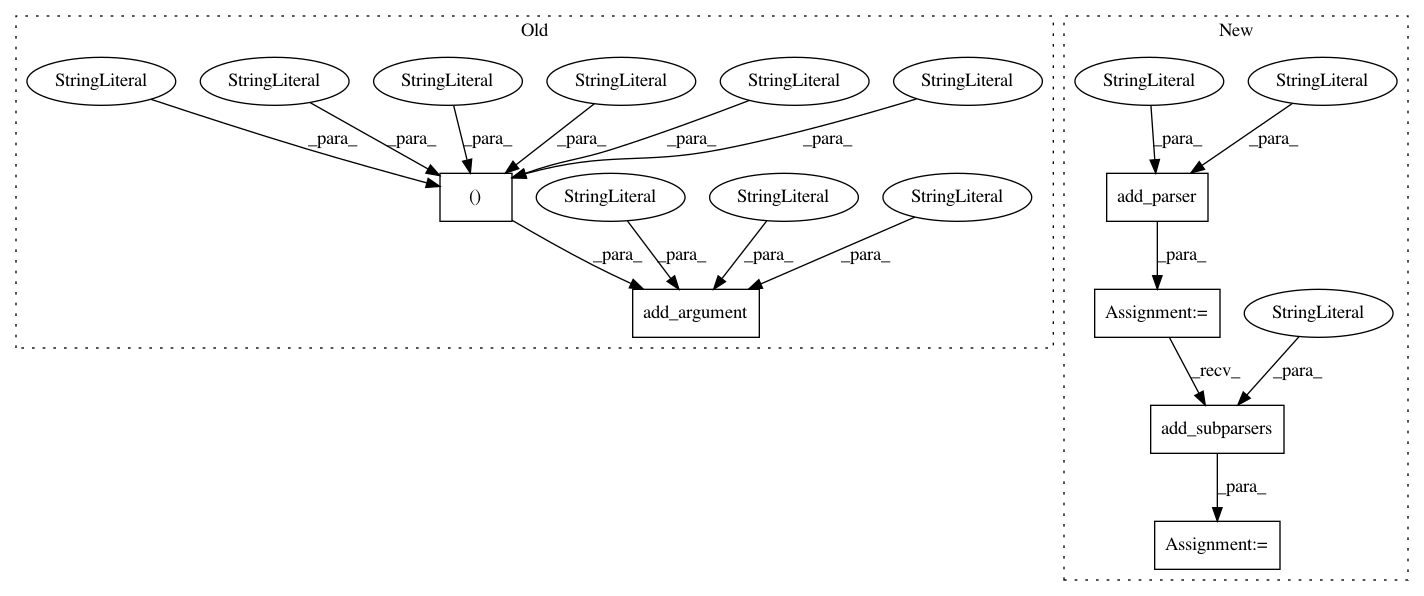 Old
New
StringLiteral StringLiteral StringLiteral StringLiteral StringLiteral StringLiteral
StringLiteral StringLiteral
_para_ _para_ _para_ _para_ _para_ _para_
_para_ _para_
() StringLiteral StringLiteral StringLiteral
add_parser
_para_ _para_ _para_ _para_
_para_
add_argument
Assignment:= StringLiteral
_recv_ _para_
add_subparsers
_para_
Assignment:=